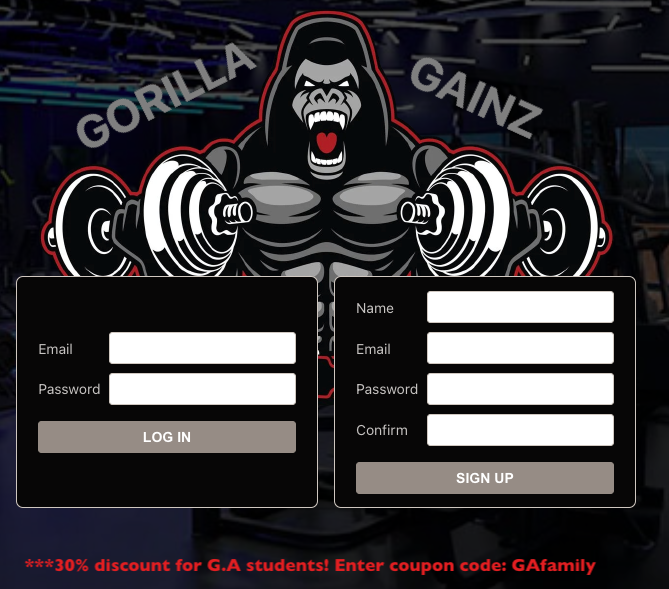 GORILLA GAINZ
Email
Password
LOG IN
Name
Email
Password
Confirm
SIGN UP
***30% discount for G.A students! Enter coupon code: GAfamily